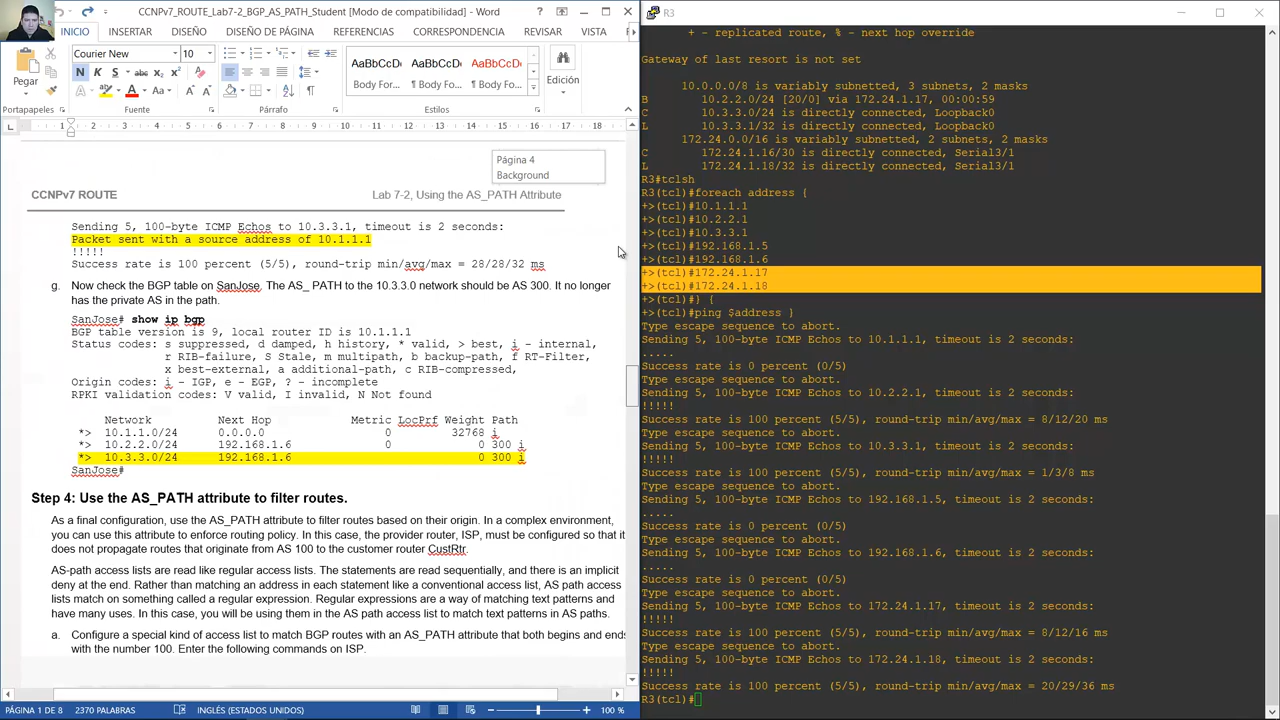 CCNPv7_ROUTE_Lab7-2_BGP_AS_PATH_Student [Modo de compatibilidad] - Word
INICIO INSERTAR DISEÑO DISEÑO DE PÁGINA REFERENCIAS CORRESPONDENCIA REVISAR VISTA
Courier New 10
Pegar
N K S abc x₂ x²
AaBbCcDc AaBbCcDc AaBbCcDc
¶ Body For... ¶ Body For... ¶ Body For...
Edición
Portapapeles Fuente Párrafo Estilos
1 2 3 4 5 6 7 8 9 10 11 12 13 14 15 16 17 18
Página 4
Background
CCNPv7 ROUTE Lab 7-2, Using the AS_PATH Attribute
Sending 5, 100-byte ICMP Echos to 10.3.3.1, timeout is 2 seconds:
Packet sent with a source address of 10.1.1.1
!!!!!
Success rate is 100 percent (5/5), round-trip min/avg/max = 28/28/32 ms
g. Now check the BGP table on SanJose. The AS_ PATH to the 10.3.3.0 network should be AS 300. It no longer
has the private AS in the path.
SanJose# show ip bgp
BGP table version is 9, local router ID is 10.1.1.1
Status codes: s suppressed, d damped, h history, * valid, > best, i - internal,
r RIB-failure, S Stale, m multipath, b backup-path, f RT-Filter,
x best-external, a additional-path, c RIB-compressed,
Origin codes: i - IGP, e - EGP, ? - incomplete
RPKI validation codes: V valid, I invalid, N Not found
Network Next Hop Metric LocPrf Weight Path
*> 10.1.1.0/24 0.0.0.0 0 32768 i
*> 10.2.2.0/24 192.168.1.6 0 0 300 i
*> 10.3.3.0/24 192.168.1.6 0 300 i
SanJose#
Step 4: Use the AS_PATH attribute to filter routes.
As a final configuration, use the AS_PATH attribute to filter routes based on their origin. In a complex environment,
you can use this attribute to enforce routing policy. In this case, the provider router, ISP, must be configured so that it
does not propagate routes that originate from AS 100 to the customer router CustRtr.
AS-path access lists are read like regular access lists. The statements are read sequentially, and there is an implicit
deny at the end. Rather than matching an address in each statement like a conventional access list, AS path access
lists match on something called a regular expression. Regular expressions are a way of matching text patterns and
have many uses. In this case, you will be using them in the AS path access list to match text patterns in AS paths.
a. Configure a special kind of access list to match BGP routes with an AS_PATH attribute that both begins and ends
with the number 100. Enter the following commands on ISP.
PÁGINA 1 DE 8 2370 PALABRAS INGLÉS (ESTADOS UNIDOS) 100 %
R3
+ - replicated route, % - next hop override
Gateway of last resort is not set
10.0.0.0/8 is variably subnetted, 3 subnets, 2 masks
B 10.2.2.0/24 [20/0] via 172.24.1.17, 00:00:59
C 10.3.3.0/24 is directly connected, Loopback0
L 10.3.3.1/32 is directly connected, Loopback0
172.24.0.0/16 is variably subnetted, 2 subnets, 2 masks
C 172.24.1.16/30 is directly connected, Serial3/1
L 172.24.1.18/32 is directly connected, Serial3/1
R3#tclsh
R3(tcl)#foreach address {
+>(tcl)#10.1.1.1
+>(tcl)#10.2.2.1
+>(tcl)#10.3.3.1
+>(tcl)#192.168.1.5
+>(tcl)#192.168.1.6
+>(tcl)#172.24.1.17
+>(tcl)#172.24.1.18
+>(tcl)#} {
+>(tcl)#ping $address }
Type escape sequence to abort.
Sending 5, 100-byte ICMP Echos to 10.1.1.1, timeout is 2 seconds:
.....
Success rate is 0 percent (0/5)
Type escape sequence to abort.
Sending 5, 100-byte ICMP Echos to 10.2.2.1, timeout is 2 seconds:
!!!!!
Success rate is 100 percent (5/5), round-trip min/avg/max = 8/12/20 ms
Type escape sequence to abort.
Sending 5, 100-byte ICMP Echos to 10.3.3.1, timeout is 2 seconds:
!!!!!
Success rate is 100 percent (5/5), round-trip min/avg/max = 1/3/8 ms
Type escape sequence to abort.
Sending 5, 100-byte ICMP Echos to 192.168.1.5, timeout is 2 seconds:
.....
Success rate is 0 percent (0/5)
Type escape sequence to abort.
Sending 5, 100-byte ICMP Echos to 192.168.1.6, timeout is 2 seconds:
.....
Success rate is 0 percent (0/5)
Type escape sequence to abort.
Sending 5, 100-byte ICMP Echos to 172.24.1.17, timeout is 2 seconds:
!!!!!
Success rate is 100 percent (5/5), round-trip min/avg/max = 8/12/16 ms
Type escape sequence to abort.
Sending 5, 100-byte ICMP Echos to 172.24.1.18, timeout is 2 seconds:
!!!!!
Success rate is 100 percent (5/5), round-trip min/avg/max = 20/29/36 ms
R3(tcl)#